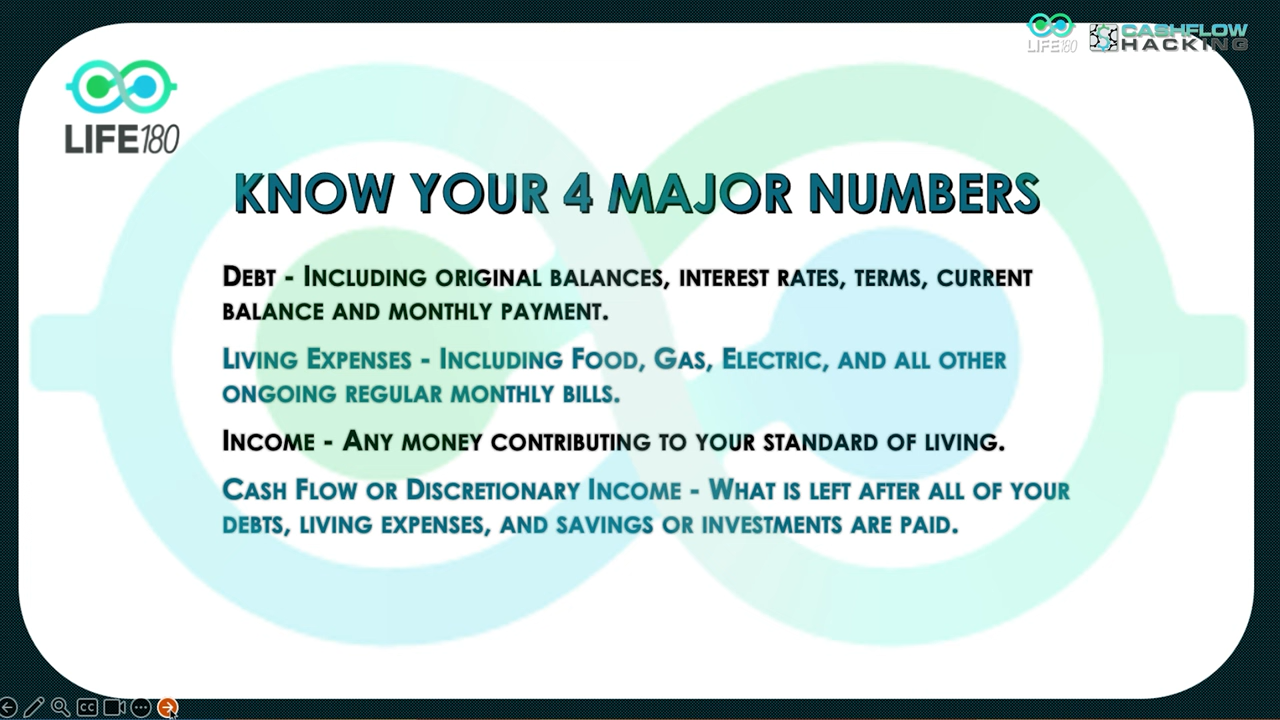 LIFE180
CASHFLOW
HACKING
LIFE180
KNOW YOUR 4 MAJOR NUMBERS
DEBT - INCLUDING ORIGINAL BALANCES, INTEREST RATES, TERMS, CURRENT
BALANCE AND MONTHLY PAYMENT.
LIVING EXPENSES - INCLUDING FOOD, GAS, ELECTRIC, AND ALL OTHER
ONGOING REGULAR MONTHLY BILLS.
INCOME - ANY MONEY CONTRIBUTING TO YOUR STANDARD OF LIVING.
CASH FLOW OR DISCRETIONARY INCOME - WHAT IS LEFT AFTER ALL OF YOUR
DEBTS, LIVING EXPENSES, AND SAVINGS OR INVESTMENTS ARE PAID.
CC